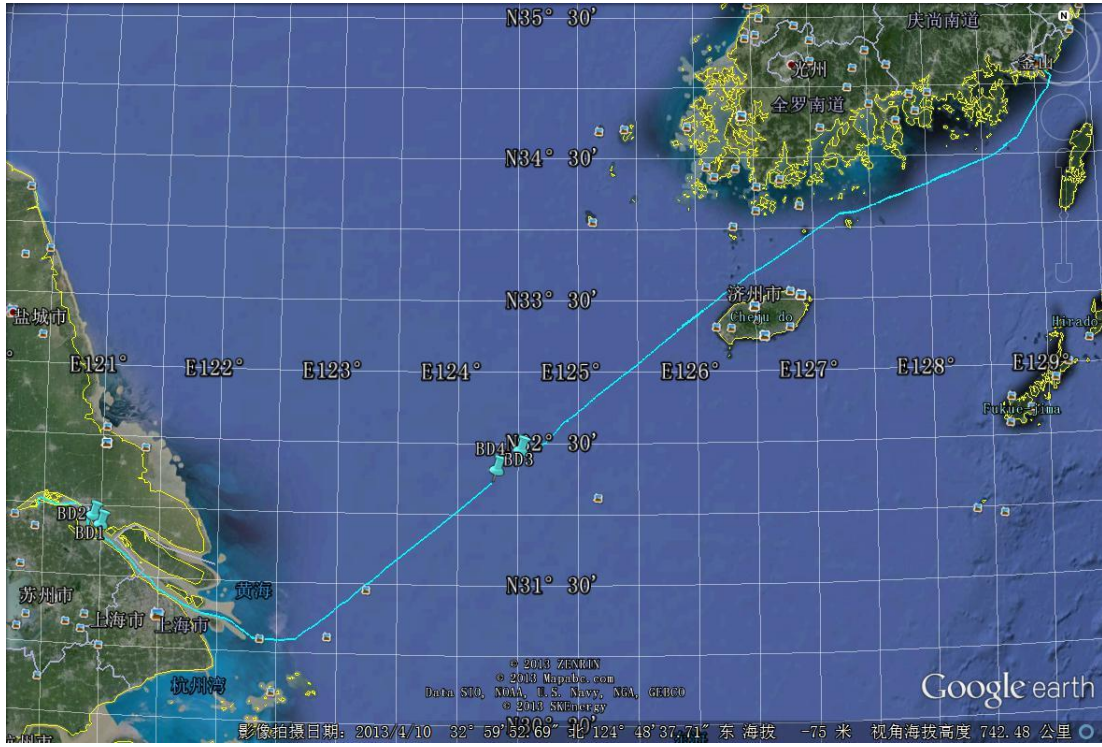 N35° 30'
庆尚南道
N
光州
釜山
全罗南道
N34° 30'
N33° 30'
济州市
Cheju do
盐城市
Hirado
E121°
E122°
E123°
E124°
E125°
E126°
E127°
E128°
E129°
Fukue-jima
BD4
N32° 30'
BD3
BD2
BD1
N31° 30'
黄海
苏州市
上海市
上海市
杭州湾
© 2013 ZENRIN
© 2013 Mapabc.com
Data SIO, NOAA, U.S. Navy, NGA, GEBCO
© 2013 SKEnergy
Google earth
N30° 30'
影像拍摄日期: 2013/4/10 32° 59'52.69" 北 124° 48'37.71" 东 海拔 -75 米 视角海拔高度 742.48 公里